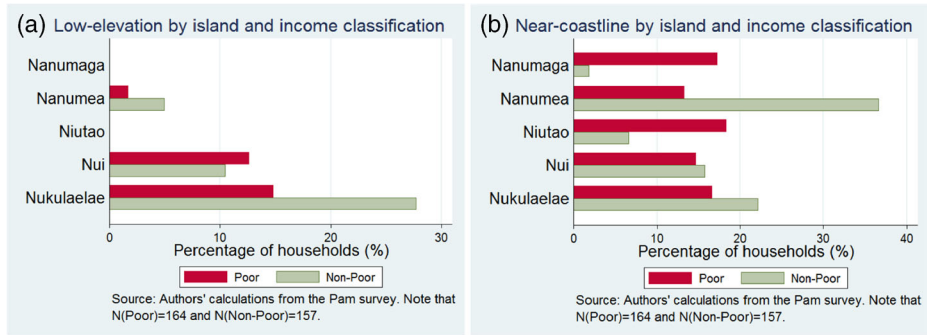 (a) Low-elevation by island and income classification
Nanumaga
Nanumea
Niutao
Nui
Nukulaelae
0 10 20 30
Percentage of households (%)
Poor Non-Poor
Source: Authors' calculations from the Pam survey. Note that
N(Poor)=164 and N(Non-Poor)=157.
(b) Near-coastline by island and income classification
Nanumaga
Nanumea
Niutao
Nui
Nukulaelae
0 10 20 30 40
Percentage of households (%)
Poor Non-Poor
Source: Authors' calculations from the Pam survey. Note that
N(Poor)=164 and N(Non-Poor)=157.